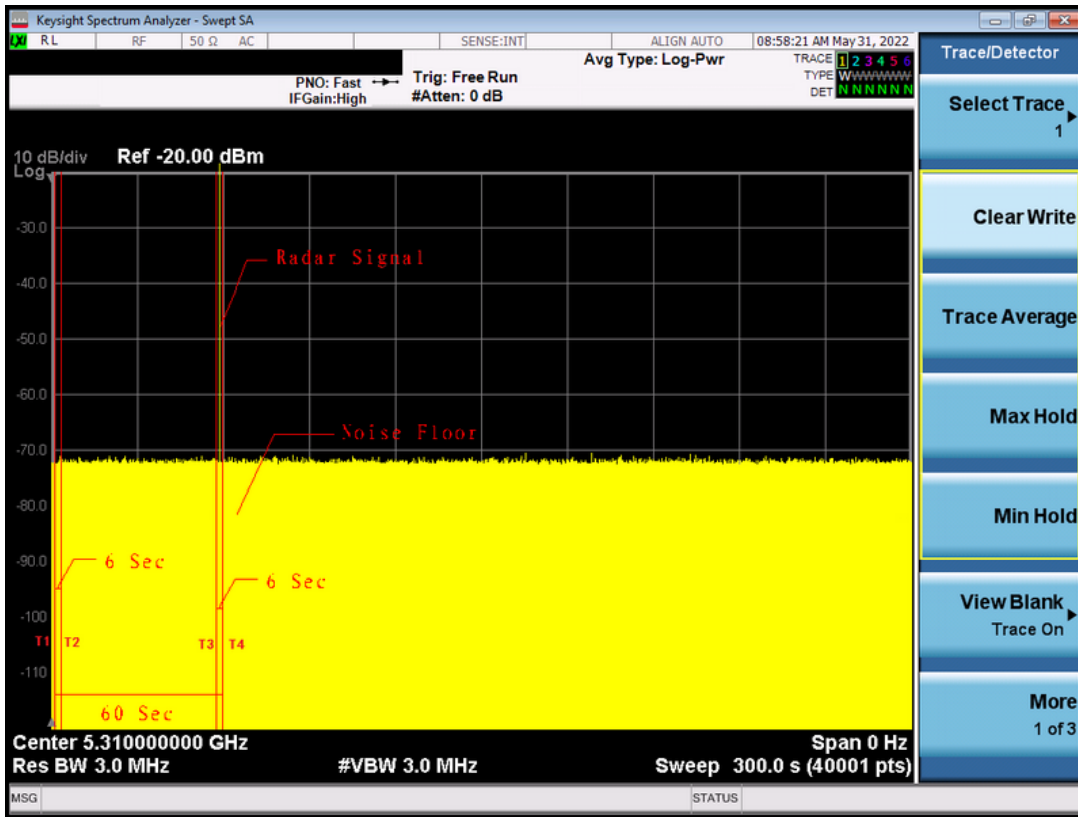 Keysight Spectrum Analyzer - Swept SA
LXI RL RF 50 Ω AC SENSE:INT ALIGN AUTO 08:58:21 AM May 31, 2022
PNO: Fast
IFGain:High
Trig: Free Run
#Atten: 0 dB
Avg Type: Log-Pwr
TRACE 1 2 3 4 5 6
TYPE WWWWWW
DET N N N N N N
10 dB/div
Log
Ref -20.00 dBm
-30.0
-40.0
-50.0
-60.0
-70.0
-80.0
-90.0
-100
-110
Radar Signal
Noise Floor
6 Sec
6 Sec
T1 T2 T3 T4
60 Sec
Center 5.310000000 GHz
Span 0 Hz
Res BW 3.0 MHz
#VBW 3.0 MHz
Sweep 300.0 s (40001 pts)
MSG
STATUS
Trace/Detector
Select Trace
1
Clear Write
Trace Average
Max Hold
Min Hold
View Blank
Trace On
More
1 of 3